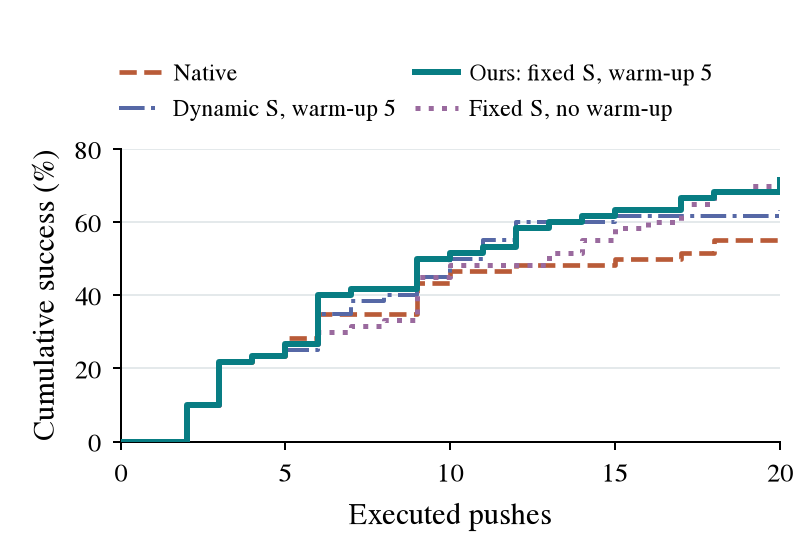 Native
Ours: fixed S, warm-up 5
Dynamic S, warm-up 5
Fixed S, no warm-up
Cumulative success (%)
80
60
40
20
0
0 5 10 15 20
Executed pushes